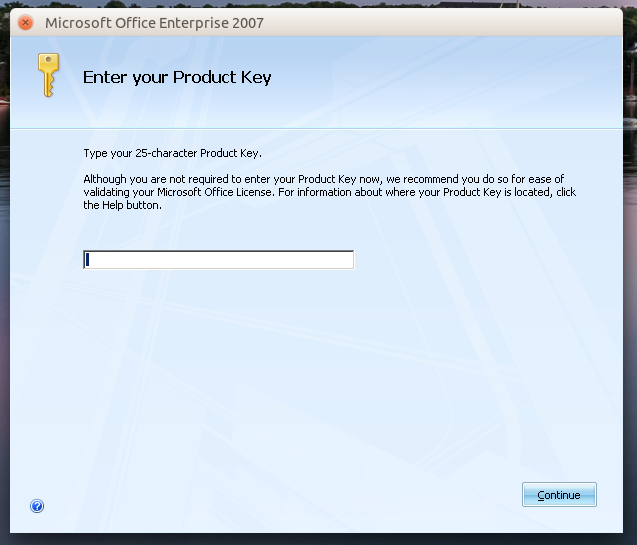 Microsoft Office Enterprise 2007
Enter your Product Key
Type your 25-character Product Key.
Although you are not required to enter your Product Key now, we recommend you do so for ease of
validating your Microsoft Office License. For information about where your Product Key is located, click
the Help button.
Continue
?